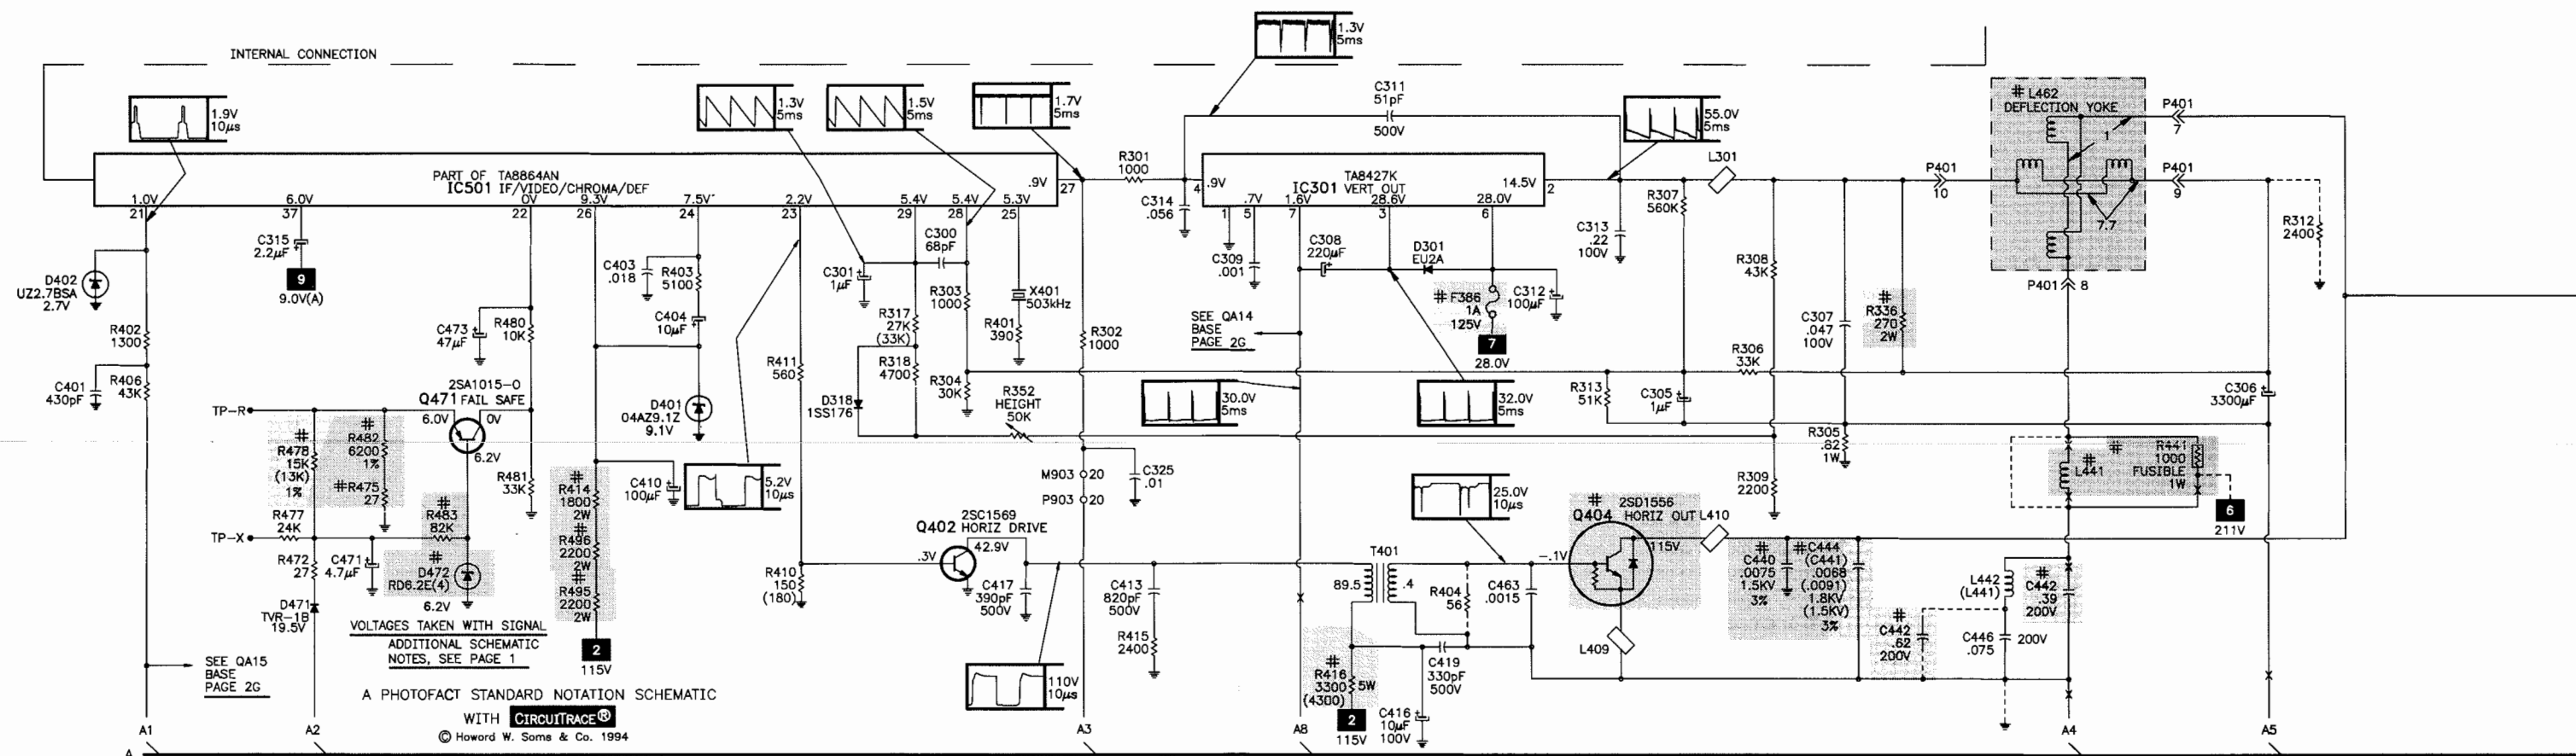 INTERNAL CONNECTION
1.9V
10µs
1.3V
5ms
1.5V
5ms
1.7V
5ms
1.3V
5ms
55.0V
5ms
C311
51pF
500V
PART OF TA8864AN
IC501 IF/VIDEO/CHROMA/DEF
1.0V
21
6.0V
37
0V
22
9.3V
26
7.5V
24
2.2V
23
5.4V
29
5.4V
28
5.3V
25
.9V
27
R301
1000
C314
.056
TA8427K
IC301 VERT OUT
4
.9V
1
.7V
5
1.6V
7
28.6V
3
28.0V
6
14.5V
2
L301
R307
560K
C313
.22
100V
P401
10
# L462
DEFLECTION YOKE
1
7.7
P401
7
P401
9
P401
8
R312
2400
D402
UZ2.7BSA
2.7V
C315
2.2µF
9
9.0V(A)
R402
1300
C401
430pF
R406
43K
C473
47µF
R480
10K
2SA1015-O
Q471 FAIL SAFE
6.0V
0V
6.2V
TP-R
TP-X
#
R478
15K
(13K)
1%
#
R482
6200
1%
#R475
27
R477
24K
#
R483
82K
R481
33K
R472
27
C471
4.7µF
#
D472
RD6.2E(4)
6.2V
D471
TVR-1B
19.5V
C403
.018
R403
5100
C404
10µF
D401
04AZ9.1Z
9.1V
#
R414
1800
2W
#
R496
2200
2W
#
R495
2200
2W
2
115V
C410
100µF
5.2V
10µs
R411
560
R410
150
(180)
C301
1µF
C300
68pF
R317
27K
(33K)
R318
4700
D318
1SS176
R303
1000
R304
30K
X401
503kHz
R401
390
R352
HEIGHT
50K
R302
1000
M903 20
P903 20
C325
.01
C309
.001
C308
220µF
D301
EU2A
SEE QA14
BASE
PAGE 2G
# F386
1A
125V
7
28.0V
C312
100µF
30.0V
5ms
32.0V
5ms
R308
43K
C307
.047
100V
#
R336
270
2W
R306
33K
R313
51K
C305
1µF
R305
.82
1W
R309
2200
C306
3300µF
#
L441
#
R441
1000
FUSIBLE
1W
6
211V
2SC1569
Q402 HORIZ DRIVE
.3V
42.9V
C417
390pF
500V
C413
820pF
500V
R415
2400
110V
10µs
25.0V
10µs
T401
89.5
.4
R404
56
C463
.0015
C419
330pF
500V
#
R416
3300
(4300)
5W
2
115V
C416
10µF
100V
#
2SD1556
Q404 HORIZ OUT
-.1V
115V
L410
L409
#
C440
.0075
1.5KV
3%
#C444
(C441)
.0068
(.0091)
1.8KV
(1.5KV)
3%
#
C442
.62
200V
L442
(L441)
C446
.075
200V
#
C442
.39
200V
SEE QA15
BASE
PAGE 2G
VOLTAGES TAKEN WITH SIGNAL
ADDITIONAL SCHEMATIC
NOTES, SEE PAGE 1
A PHOTOFACT STANDARD NOTATION SCHEMATIC
WITH CIRCUITRACE®
© Howard W. Sams & Co. 1994
A1
A2
A3
A8
A4
A5
A